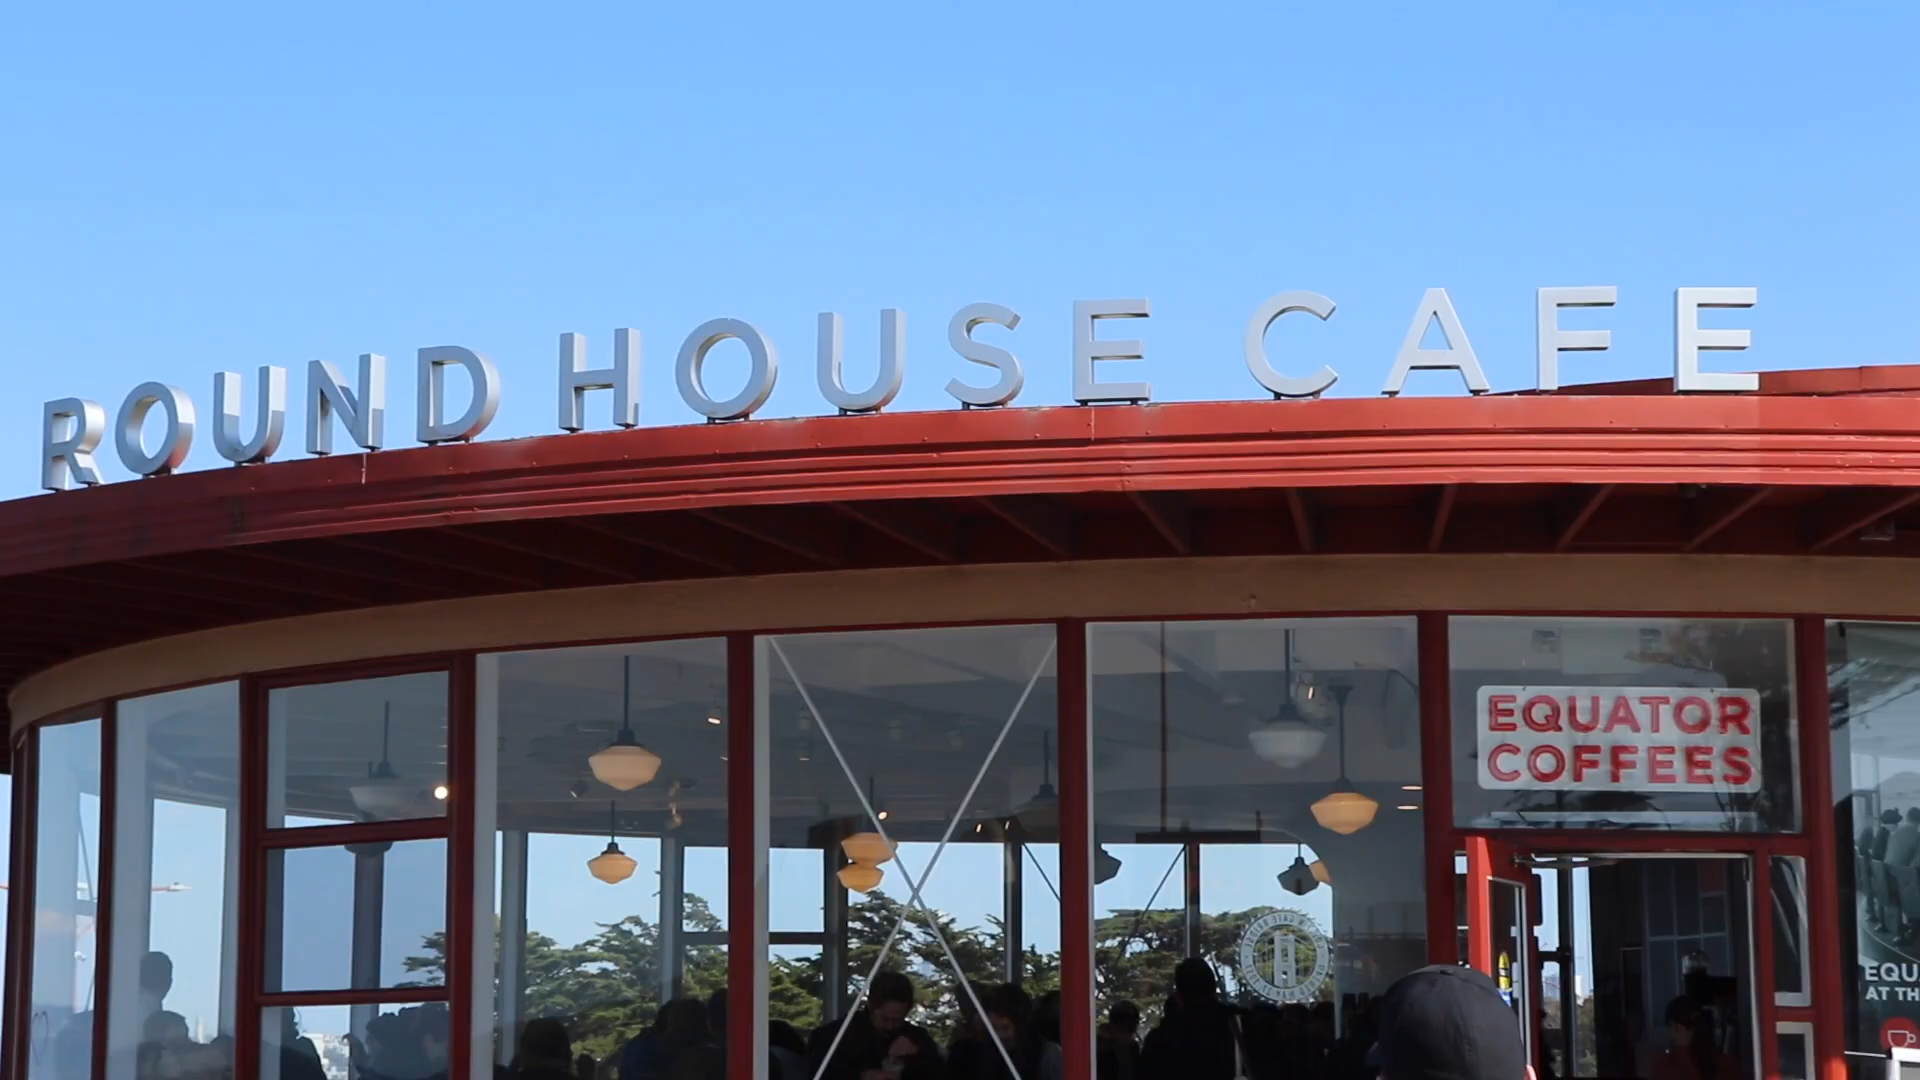 ROUND HOUSE CAFE
EQUATOR
COFFEES
EQU
AT TH